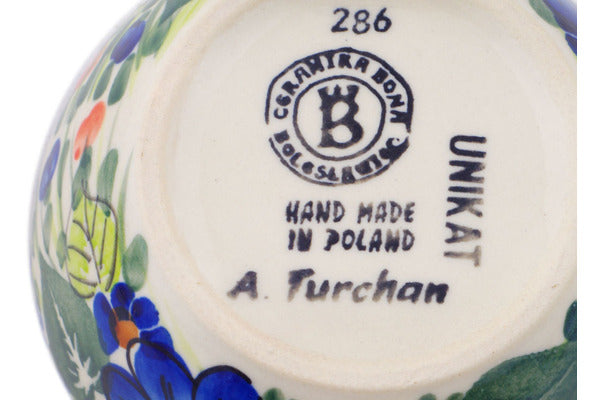 286
CERAMIKA BONA
B
BOLESŁAWIEC
HAND MADE
IN POLAND
UNIKAT
A. Turchan